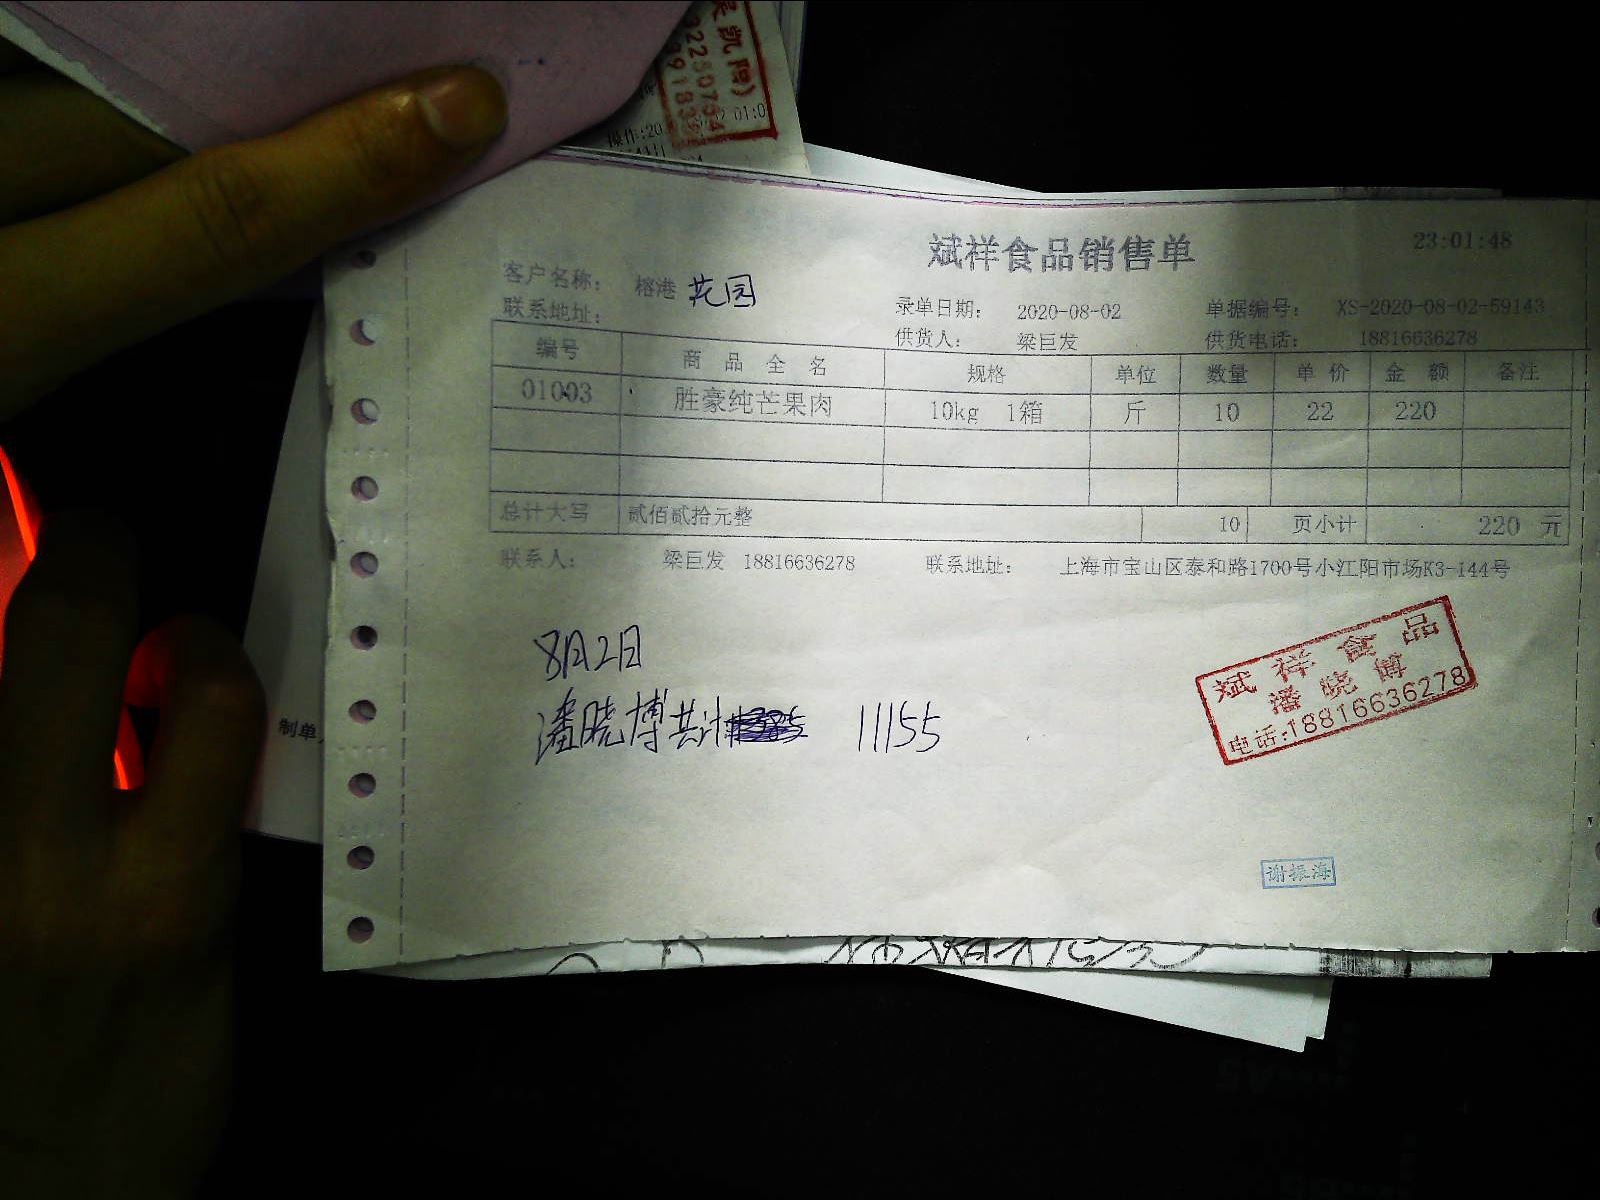 斌祥食品销售单
23:01:48
客户名称： 榕港 花园
联系地址：
录单日期： 2020-08-02 单据编号： XS-2020-08-02-59143
供货人： 梁巨发 供货电话： 18816636278
编号 商品全名 规格 单位 数量 单价 金额 备注
01003 胜豪纯芒果肉 10kg 1箱 斤 10 22 220
总计大写 贰佰贰拾元整 10 页小计 220 元
联系人： 梁巨发 18816636278 联系地址： 上海市宝山区泰和路1700号小江阳市场K3-144号
8月2日
潘晓博共计 11155
斌祥食品
潘晓博
电话:18816636278
谢振海
制单